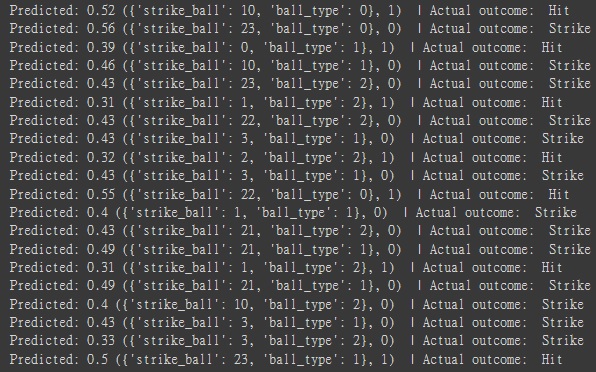 Predicted: 0.52 ({'strike_ball': 10, 'ball_type': 0}, 1)  | Actual outcome:  Hit
Predicted: 0.56 ({'strike_ball': 23, 'ball_type': 0}, 0)  | Actual outcome:  Strike
Predicted: 0.39 ({'strike_ball': 0, 'ball_type': 1}, 1)  | Actual outcome:  Hit
Predicted: 0.46 ({'strike_ball': 10, 'ball_type': 1}, 0)  | Actual outcome:  Strike
Predicted: 0.43 ({'strike_ball': 23, 'ball_type': 2}, 0)  | Actual outcome:  Strike
Predicted: 0.31 ({'strike_ball': 1, 'ball_type': 2}, 1)  | Actual outcome:  Hit
Predicted: 0.43 ({'strike_ball': 22, 'ball_type': 2}, 0)  | Actual outcome:  Strike
Predicted: 0.43 ({'strike_ball': 3, 'ball_type': 1}, 0)  | Actual outcome:  Strike
Predicted: 0.32 ({'strike_ball': 2, 'ball_type': 2}, 1)  | Actual outcome:  Hit
Predicted: 0.43 ({'strike_ball': 3, 'ball_type': 1}, 0)  | Actual outcome:  Strike
Predicted: 0.55 ({'strike_ball': 22, 'ball_type': 0}, 1)  | Actual outcome:  Hit
Predicted: 0.4 ({'strike_ball': 1, 'ball_type': 1}, 0)  | Actual outcome:  Strike
Predicted: 0.43 ({'strike_ball': 21, 'ball_type': 2}, 0)  | Actual outcome:  Strike
Predicted: 0.49 ({'strike_ball': 21, 'ball_type': 1}, 0)  | Actual outcome:  Strike
Predicted: 0.31 ({'strike_ball': 1, 'ball_type': 2}, 1)  | Actual outcome:  Hit
Predicted: 0.49 ({'strike_ball': 21, 'ball_type': 1}, 0)  | Actual outcome:  Strike
Predicted: 0.4 ({'strike_ball': 10, 'ball_type': 2}, 0)  | Actual outcome:  Strike
Predicted: 0.43 ({'strike_ball': 3, 'ball_type': 1}, 0)  | Actual outcome:  Strike
Predicted: 0.33 ({'strike_ball': 3, 'ball_type': 2}, 0)  | Actual outcome:  Strike
Predicted: 0.5 ({'strike_ball': 23, 'ball_type': 1}, 1)  | Actual outcome:  Hit